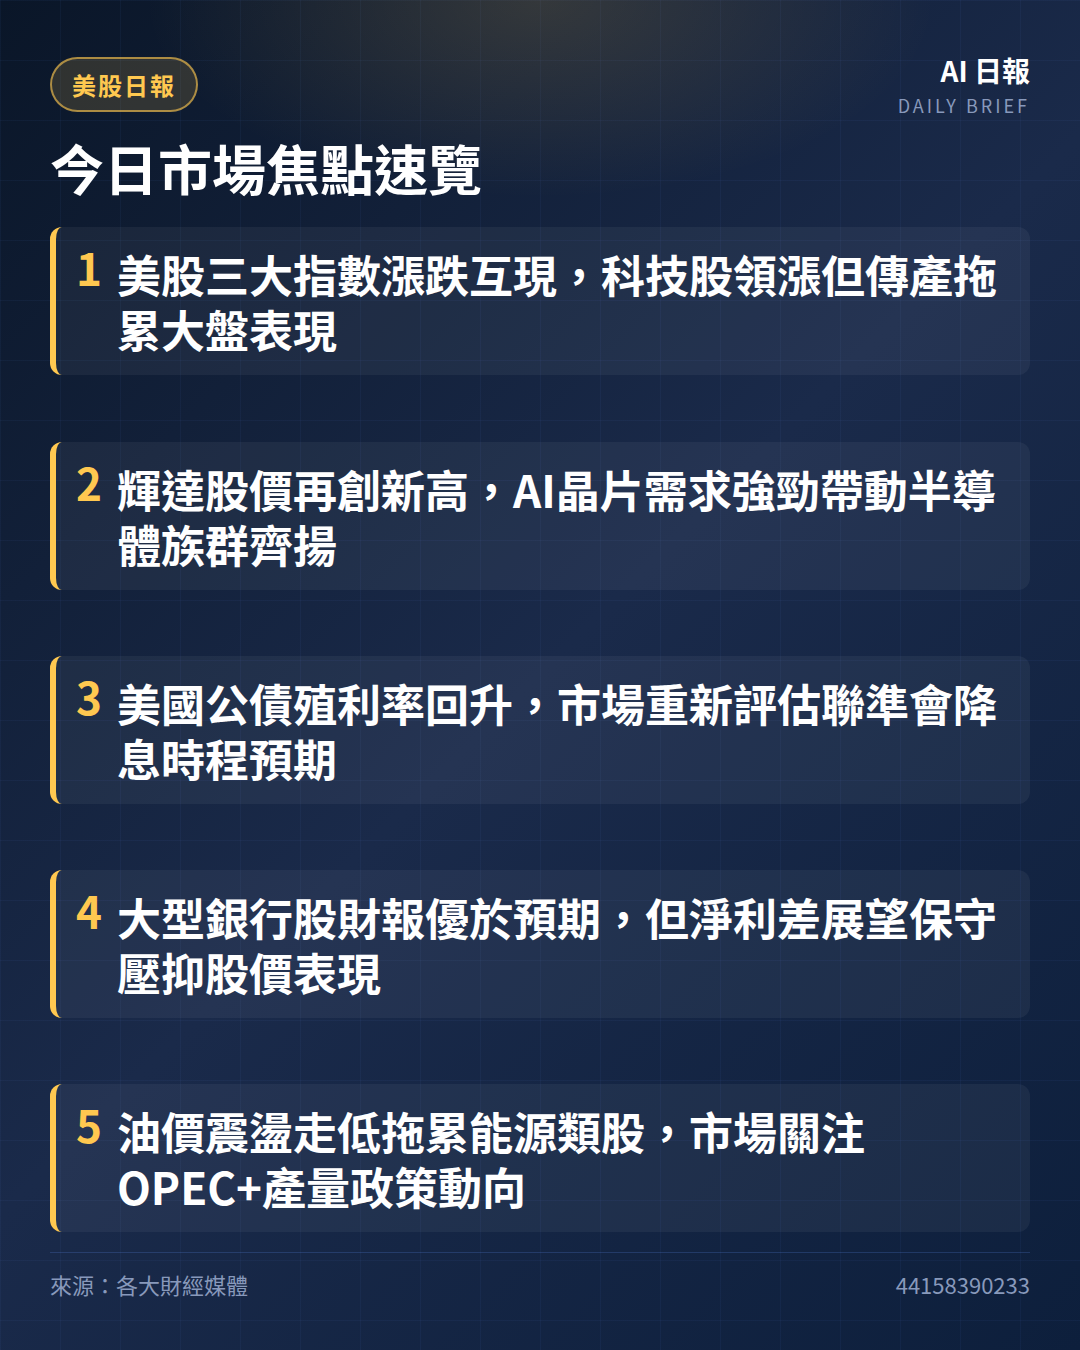 美股日報
AI 日報
DAILY BRIEF
今日市場焦點速覽
1 美股三大指數漲跌互現，科技股領漲但傳產拖
累大盤表現
2 輝達股價再創新高，AI晶片需求強勁帶動半導
體族群齊揚
3 美國公債殖利率回升，市場重新評估聯準會降
息時程預期
4 大型銀行股財報優於預期，但淨利差展望保守
壓抑股價表現
5 油價震盪走低拖累能源類股，市場關注
OPEC+產量政策動向
來源：各大財經媒體
44158390233